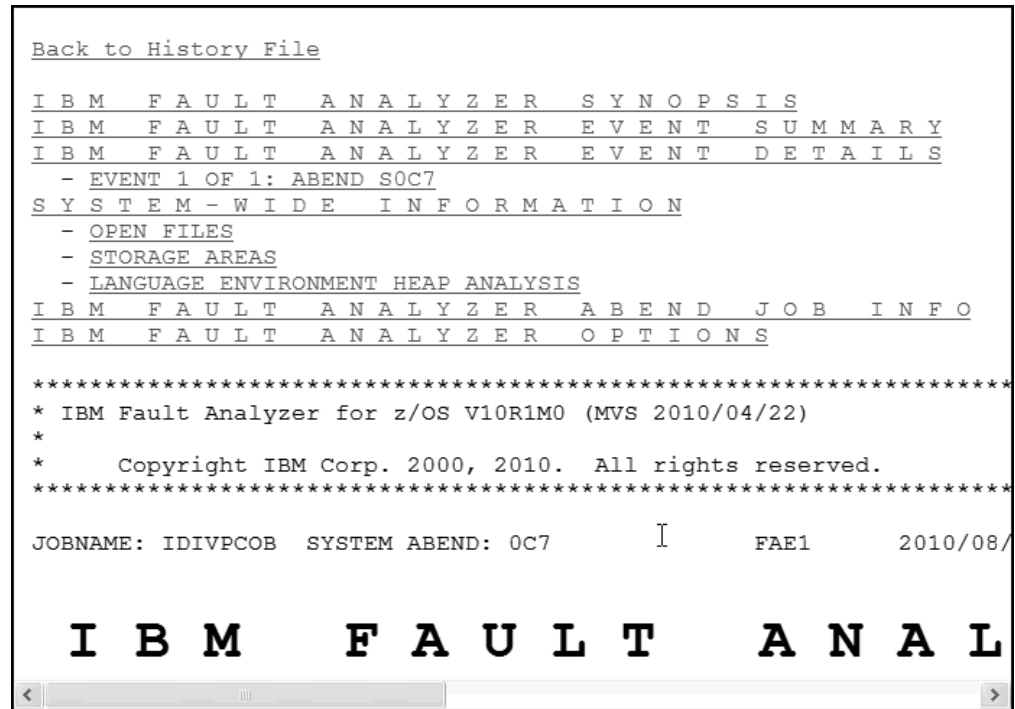 Back to History File
I B M   F A U L T   A N A L Y Z E R   S Y N O P S I S
I B M   F A U L T   A N A L Y Z E R   E V E N T   S U M M A R Y
I B M   F A U L T   A N A L Y Z E R   E V E N T   D E T A I L S
- EVENT 1 OF 1: ABEND S0C7
S Y S T E M - W I D E   I N F O R M A T I O N
- OPEN FILES
- STORAGE AREAS
- LANGUAGE ENVIRONMENT HEAP ANALYSIS
I B M   F A U L T   A N A L Y Z E R   A B E N D   J O B   I N F O
I B M   F A U L T   A N A L Y Z E R   O P T I O N S
********************************************************************
* IBM Fault Analyzer for z/OS V10R1M0 (MVS 2010/04/22)
*
*     Copyright IBM Corp. 2000, 2010.  All rights reserved.
********************************************************************
JOBNAME: IDIVPCOB  SYSTEM ABEND: 0C7          FAE1      2010/08/
I B M   F A U L T   A N A L